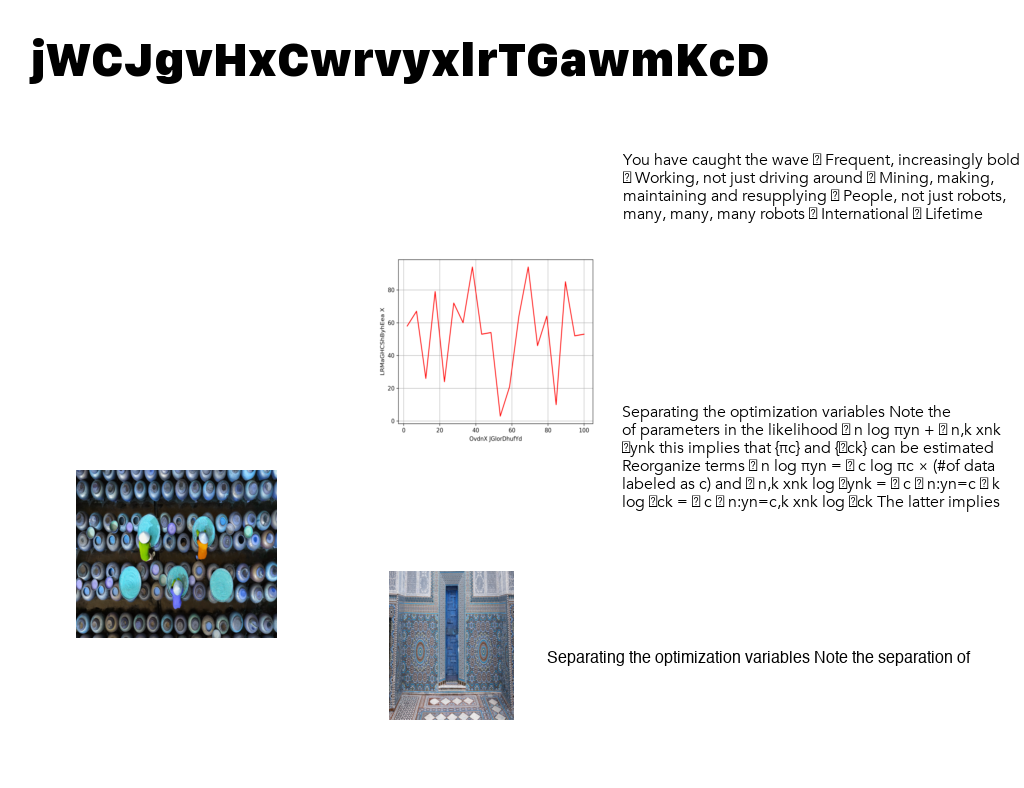 jWCJgvHxCwrvyxlrTGawmKcD
You have caught the wave � Frequent, increasingly bold
� Working, not just driving around � Mining, making,
maintaining and resupplying � People, not just robots,
many, many, many robots � International � Lifetime
80
60
40
20
0
0 20 40 60 80 100
OvdnX JGlorDhufYd
Separating the optimization variables Note the
of parameters in the likelihood � n log πyn + � n,k xnk
�ynk this implies that {πc} and {�ck} can be estimated
Reorganize terms � n log πyn = � c log πc × (#of data
labeled as c) and � n,k xnk log �ynk = � c � n:yn=c � k
log �ck = � c � n:yn=c,k xnk log �ck The latter implies
Separating the optimization variables Note the separation of